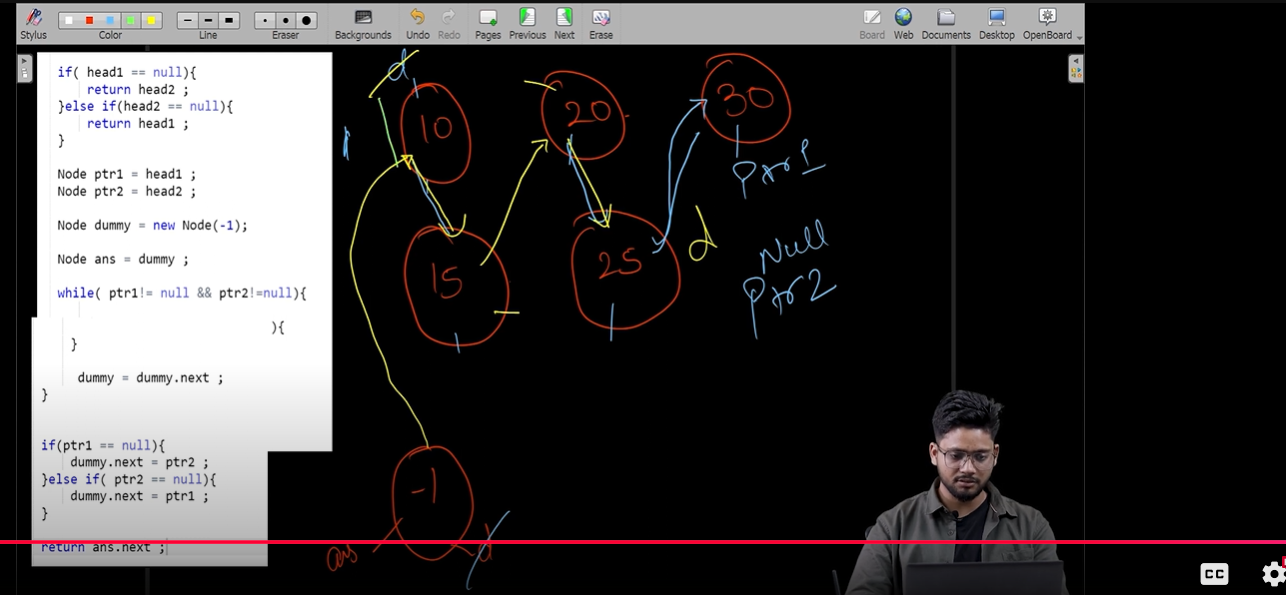 Stylus
Color
Line
Eraser
Backgrounds
Undo
Redo
Pages
Previous
Next
Erase
Board
Web
Documents
Desktop
OpenBoard
if( head1 == null){
return head2 ;
}else if(head2 == null){
return head1 ;
}
Node ptr1 = head1 ;
Node ptr2 = head2 ;
Node dummy = new Node(-1);
Node ans = dummy ;
while( ptr1!= null && ptr2!=null){
){
}
dummy = dummy.next ;
}
if(ptr1 == null){
dummy.next = ptr2 ;
}else if( ptr2 == null){
dummy.next = ptr1 ;
}
return ans.next ;
d
10
20
30
Ptr1
15
25
d
Null
Ptr2
-1
ans
d
CC